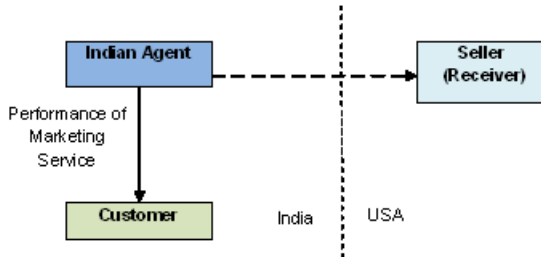 Indian Agent
Seller
(Receiver)
Performance of
Marketing
Service
Customer
India
USA